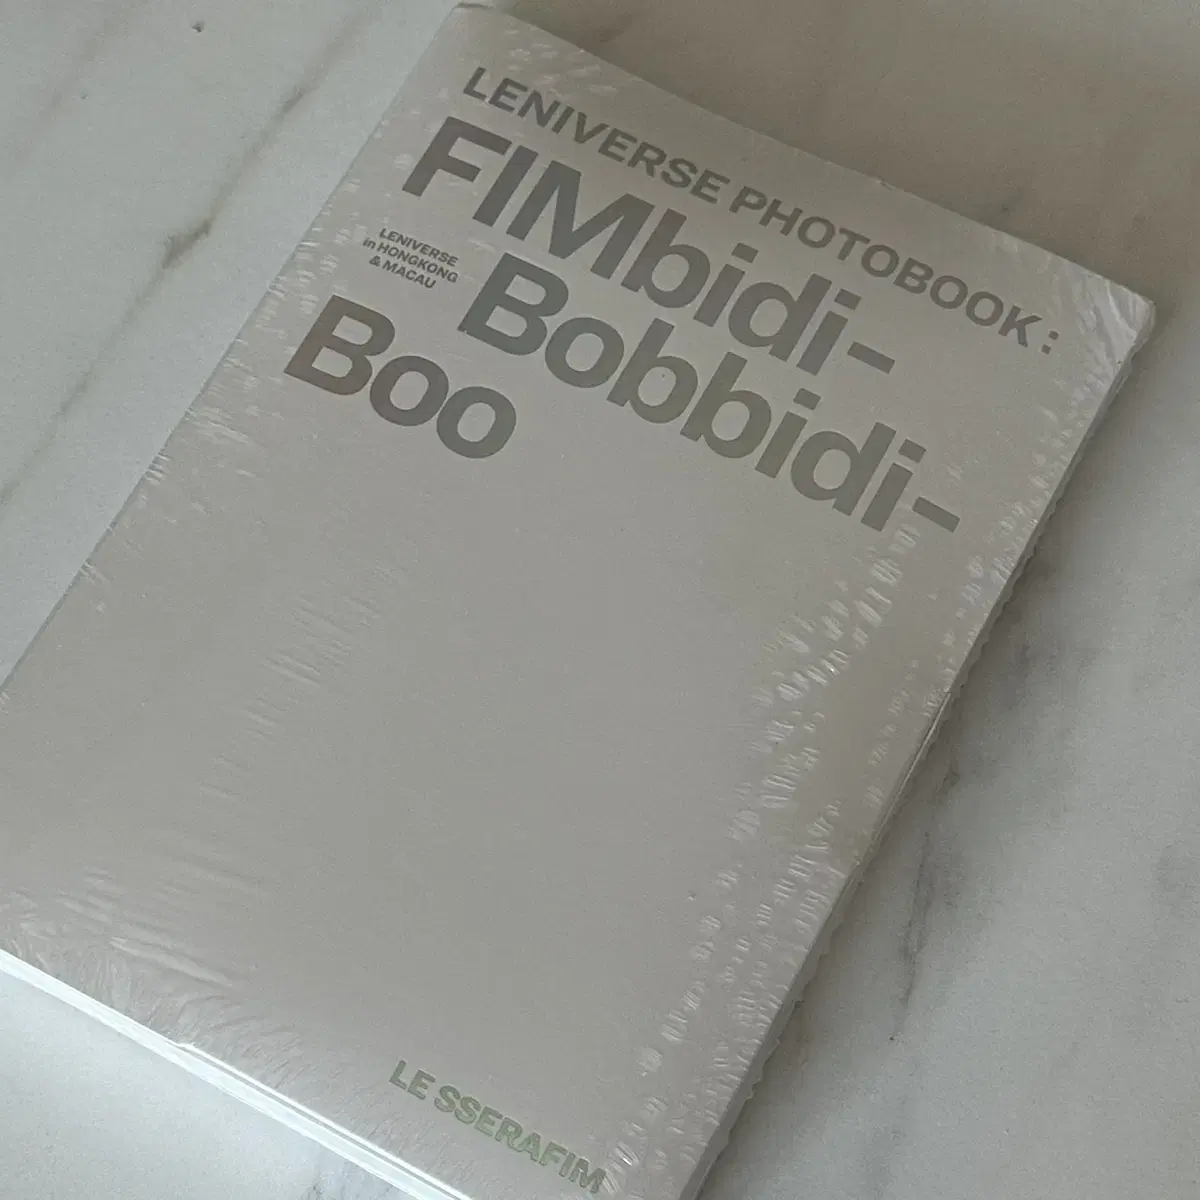 LENIVERSE PHOTOBOOK :
FIMbidi-
LENIVERSE
in HONGKONG
& MACAU
Bobbidi-
Boo
LE SSERAFIM